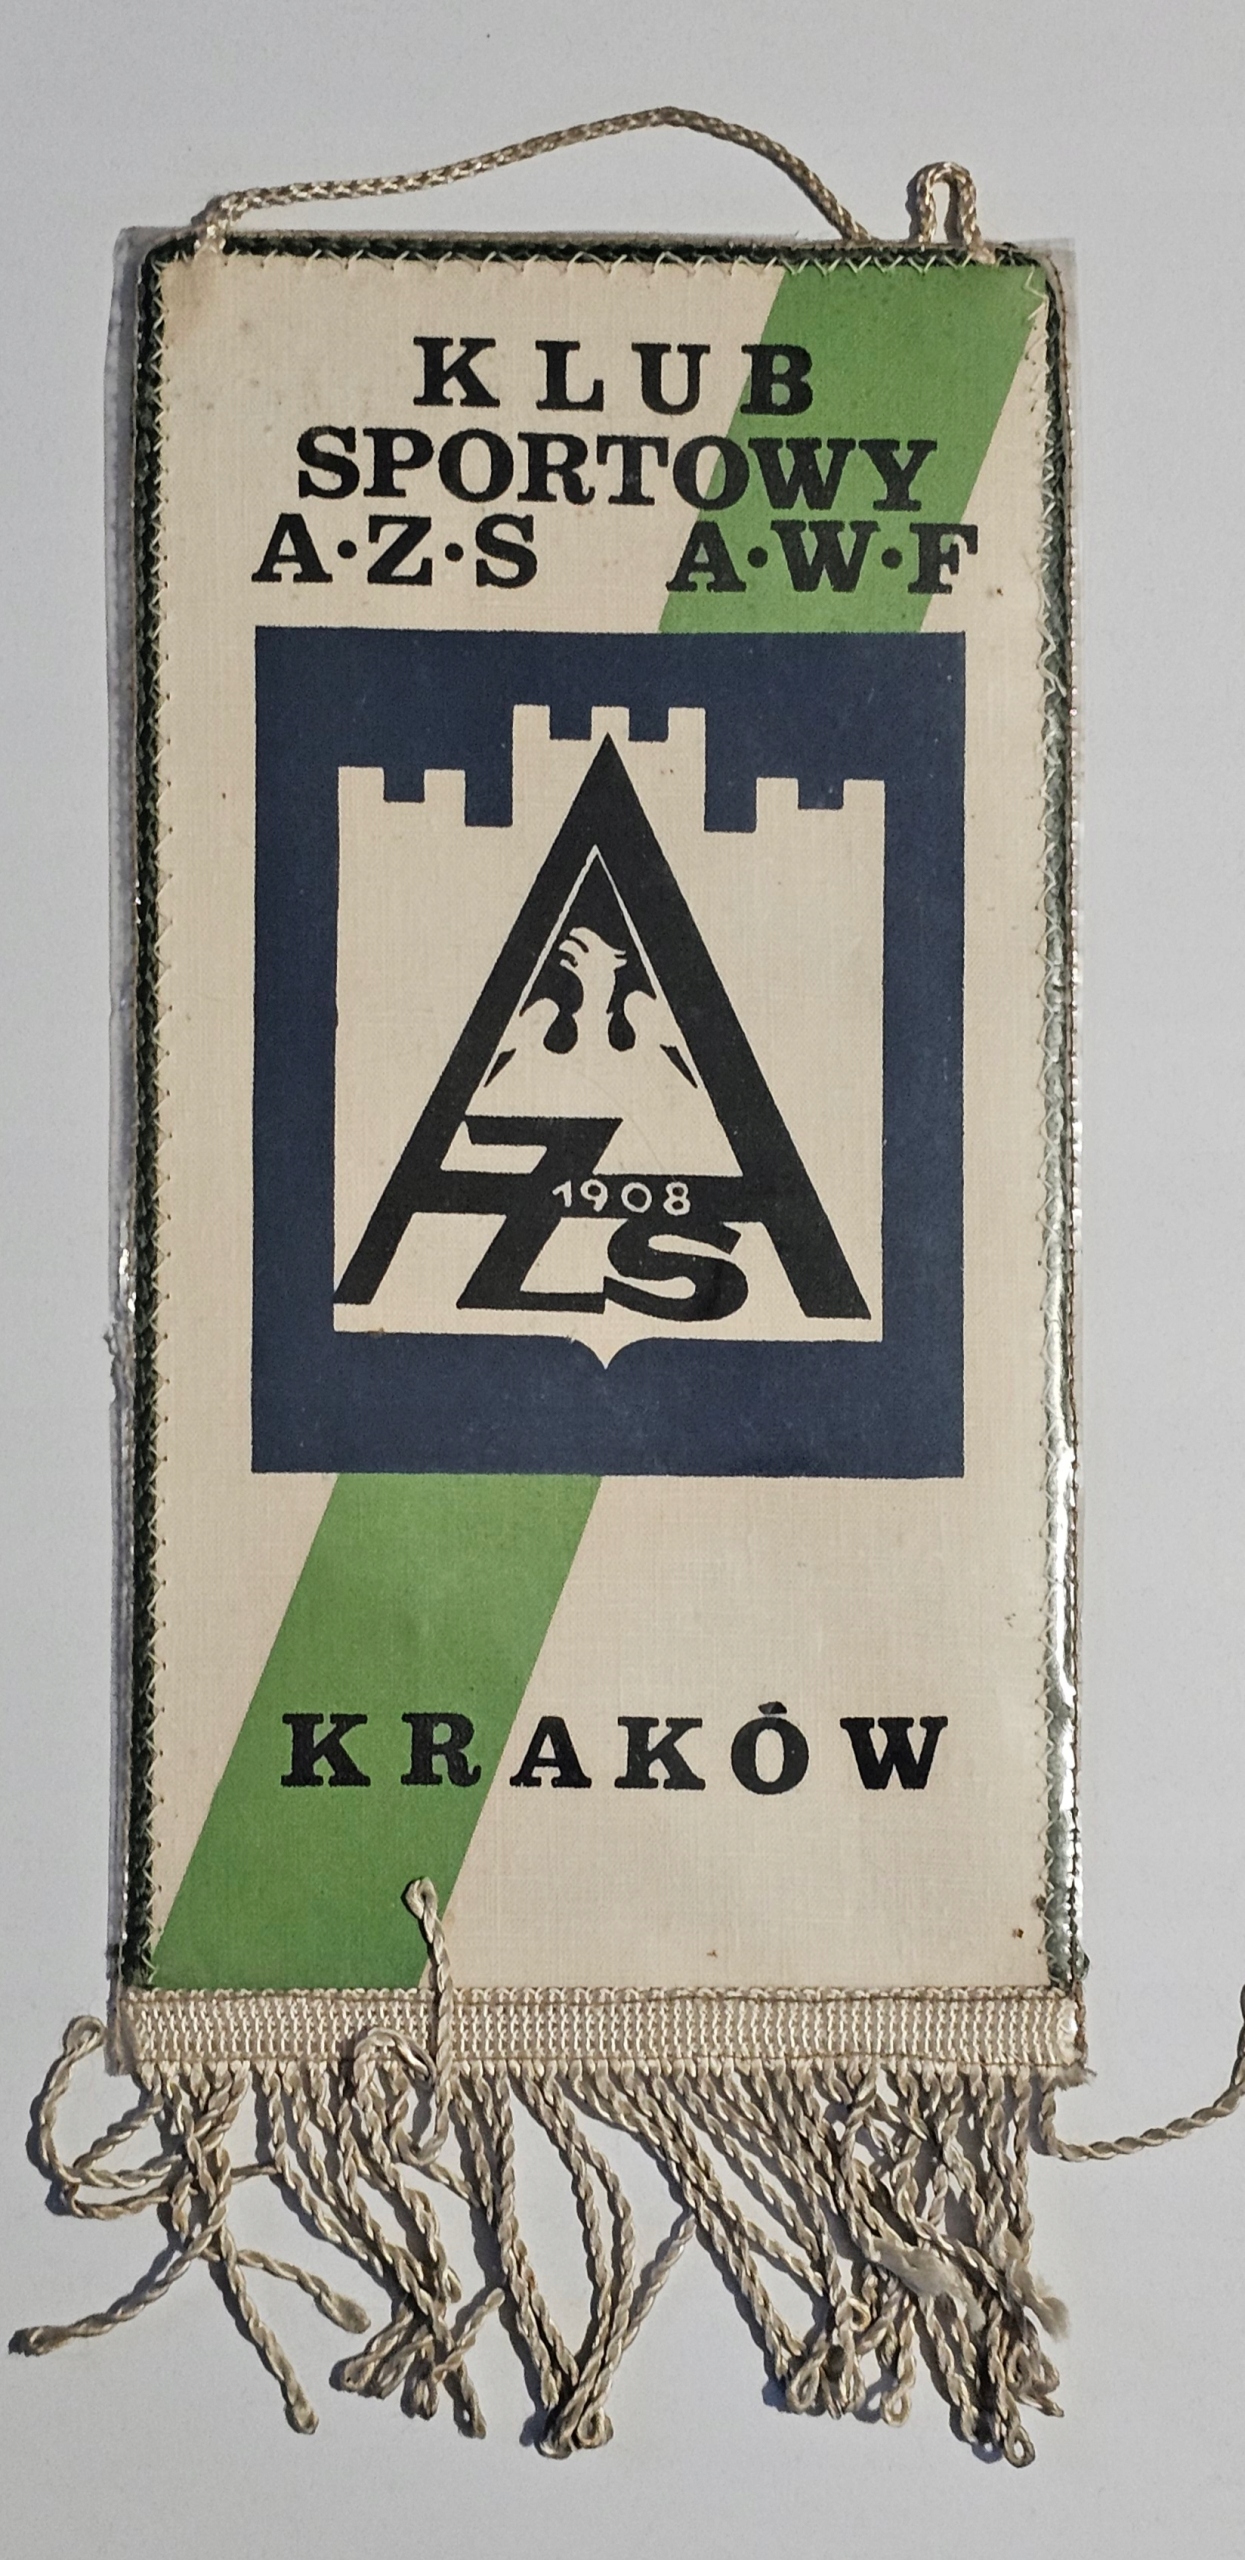 KLUB
SPORTOWY
A·Z·S A·W·F
AZS
1908
KRAKÓW